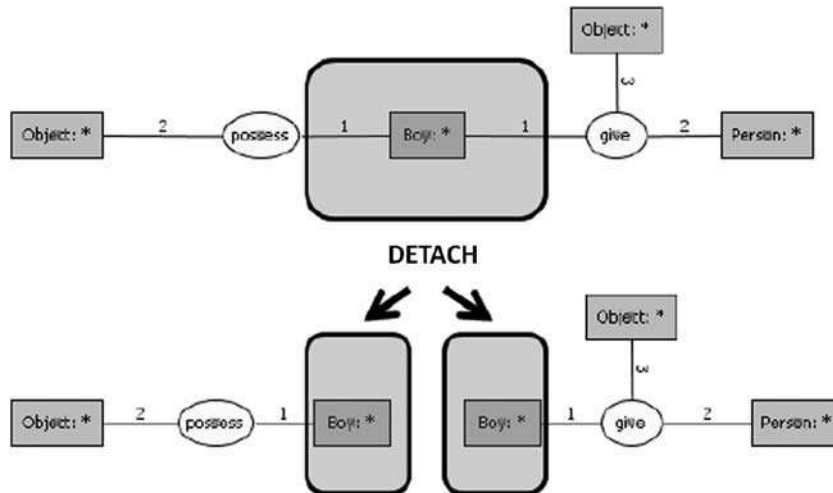 Object: *
Object: * 2 possess 1 Boy: * 1 give 2 Person: *
3
DETACH
Object: *
3
Object: * 2 possess 1 Boy: * Boy: * 1 give 2 Person: *